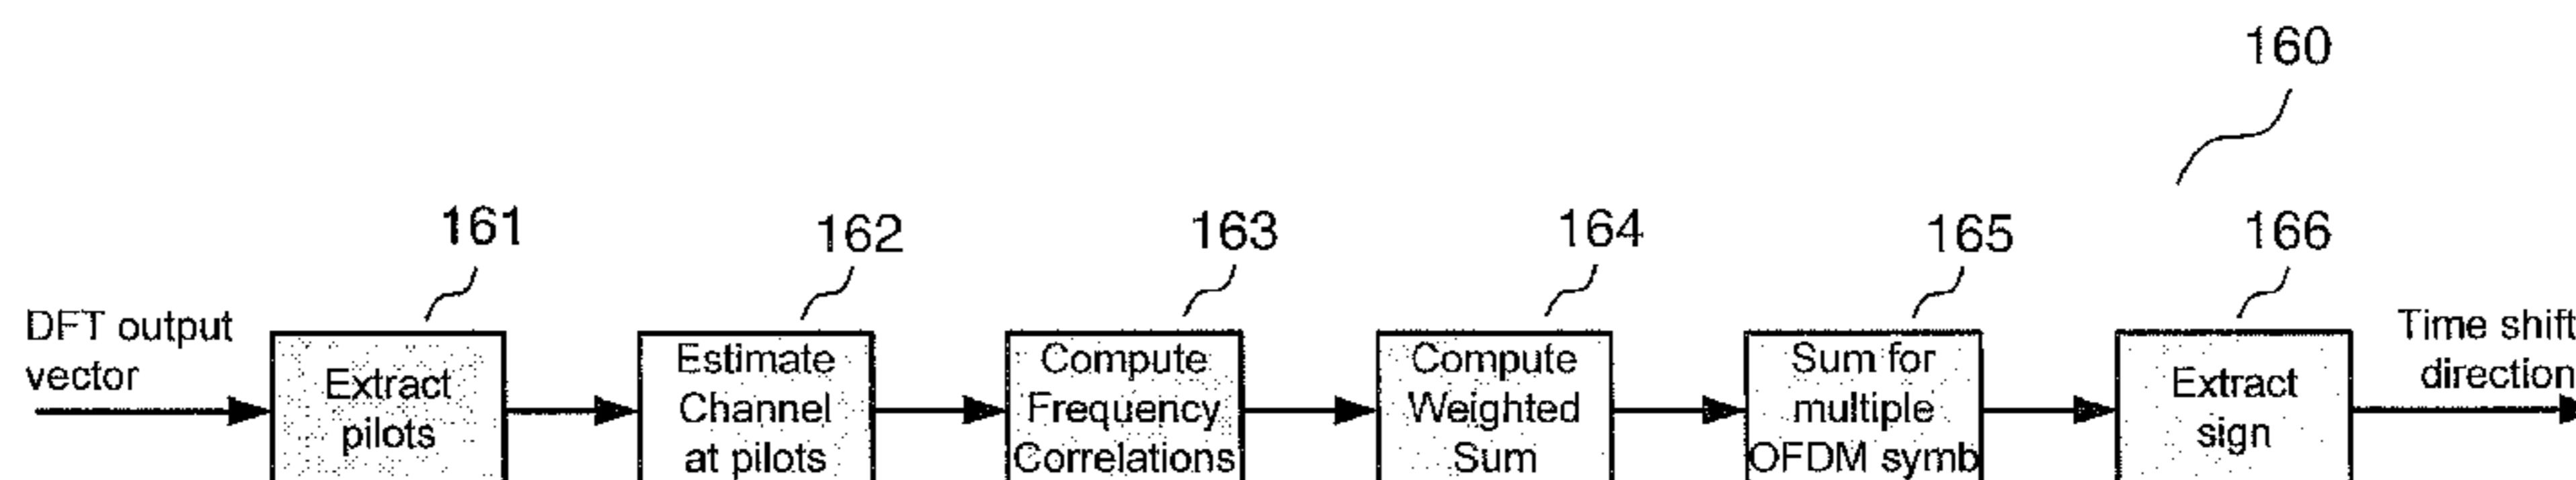 160
161
162
163
164
165
166
DFT output
vector
Extract
pilots
Estimate
Channel
at pilots
Compute
Frequency
Correlations
Compute
Weighted
Sum
Sum for
multiple
OFDM symb
Extract
sign
Time shift
direction